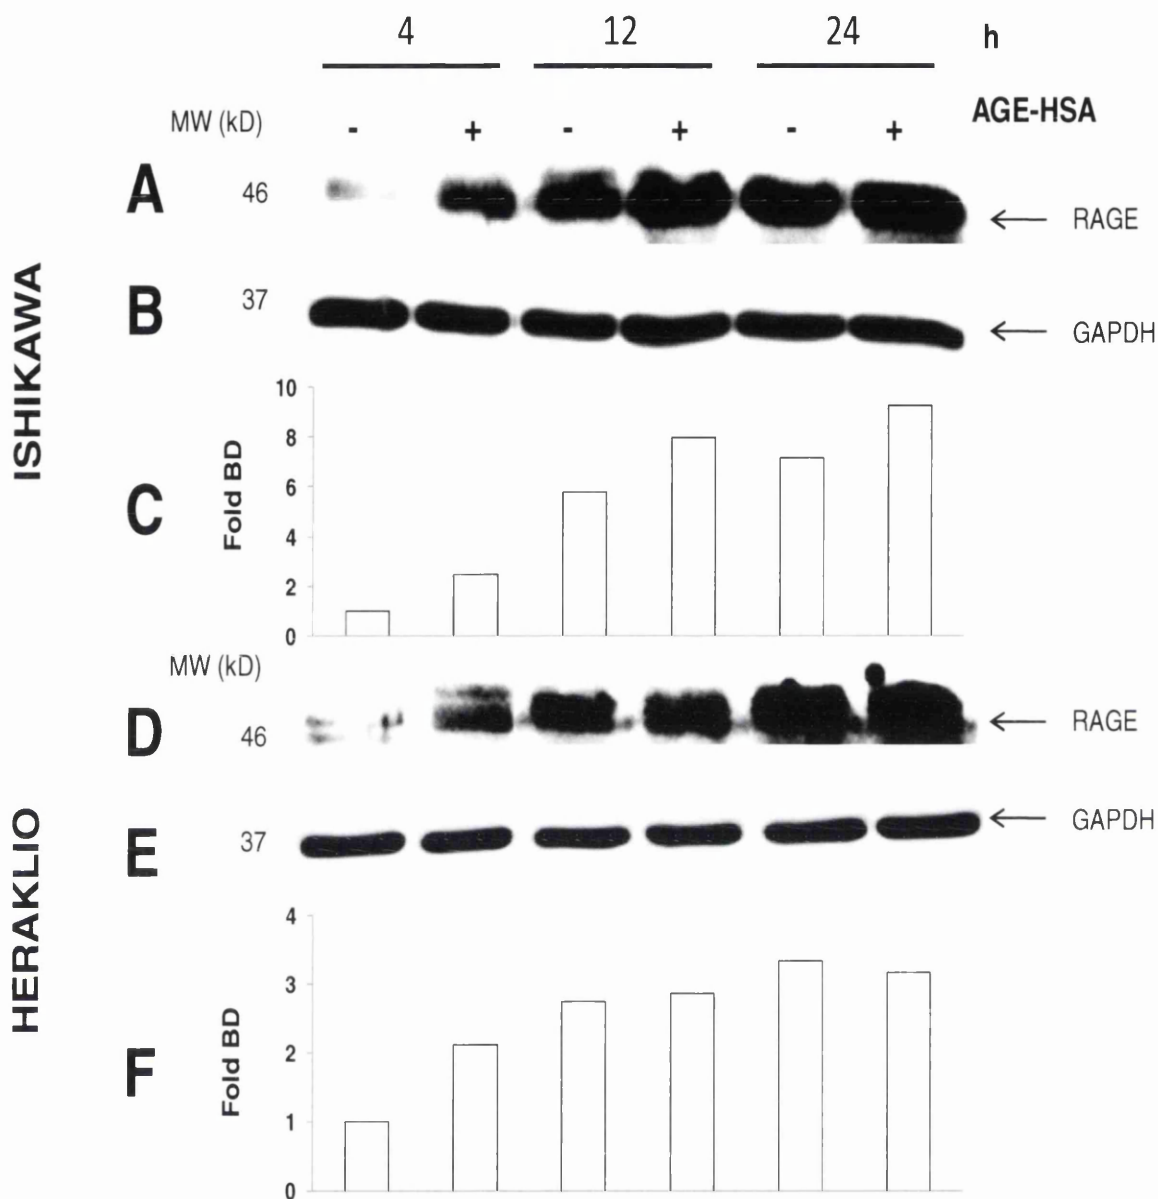 4 12 24 h
AGE-HSA
MW (kD) - + - + - +
A 46 RAGE
B 37 GAPDH
ISHIKAWA
C
Fold BD
10
8
6
4
2
0
MW (kD)
D 46 RAGE
E 37 GAPDH
HERAKLIO
F
Fold BD
4
3
2
1
0